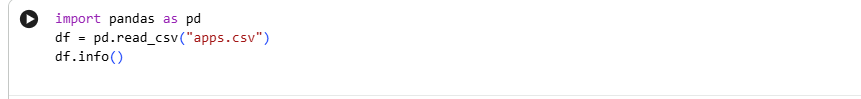 import pandas as pd
df = pd.read_csv("apps.csv")
df.info()